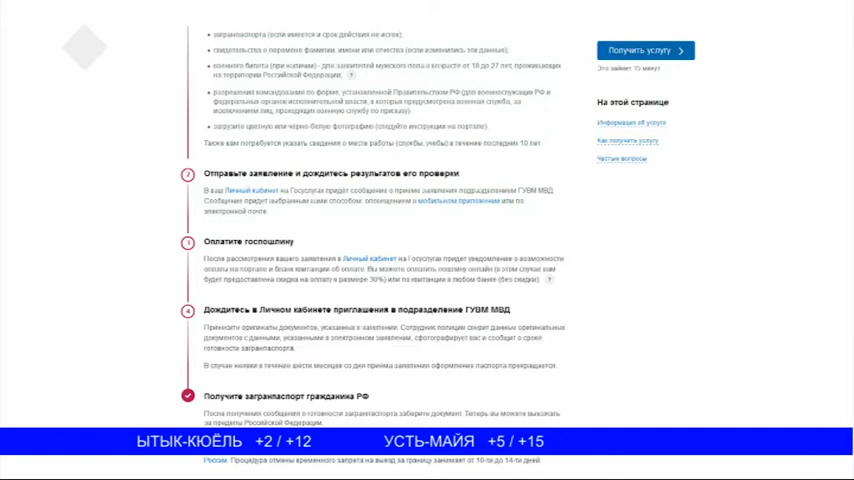 загранпаспорта (если имеется и срок действия не истек);
свидетельства о перемене фамилии, имени или отчества (если изменились эти данные);
военного билета (при наличии) - для заявителей мужского пола в возрасте от 18 до 27 лет, проживающих
на территории Российской Федерации; ?
разрешения командования по форме, установленной Правительством РФ (для военнослужащих РФ и
федеральных органов исполнительной власти, в которых предусмотрена военная служба, за
исключением лиц, проходящих военную службу по призыву).
загрузите цветную или чёрно-белую фотографию (следуйте инструкции на портале).
Также вам потребуется указать сведения о месте работы (службы, учебы) в течение последних 10 лет.
2 Отправьте заявление и дождитесь результатов его проверки
В ваш Личный кабинет на Госуслугах придёт сообщение о приеме заявления подразделением ГУВМ МВД.
Сообщение придет выбранным вами способом: оповещением в мобильном приложении или по
электронной почте
3 Оплатите госпошлину
После рассмотрения вашего заявления в Личный кабинет на Госуслугах придет уведомление о возможности
оплаты на портале и бланк квитанции об оплате. Вы можете оплатить пошлину онлайн (в этом случае вам
будет предоставлена скидка на оплату в размере 30%) или по квитанции в любом банке (без скидки). ?
4 Дождитесь в Личном кабинете приглашения в подразделение ГУВМ МВД
Принесите оригиналы документов, указанных в заявлении. Сотрудник полиции сверит данные оригинальных
документов с данными, указанными в электронном заявлении, сфотографирует вас и сообщит о сроке
готовности загранпаспорта.
В случае неявки в течение шести месяцев со дня приёма заявления оформление паспорта прекращается.
Получите загранпаспорт гражданина РФ
После получения сообщения о готовности загранпаспорта заберите документ. Теперь вы можете выезжать
за пределы Российской Федерации.
России. Процедура отмены временного запрета на выезд за границу занимает от 10-ти до 14-ти дней.
Получить услугу
Это займет 15 минут
На этой странице
Информация об услуге
Как получить услугу
Частые вопросы
ЫТЫК-КЮЁЛЬ +2 / +12 УСТЬ-МАЙЯ +5 / +15